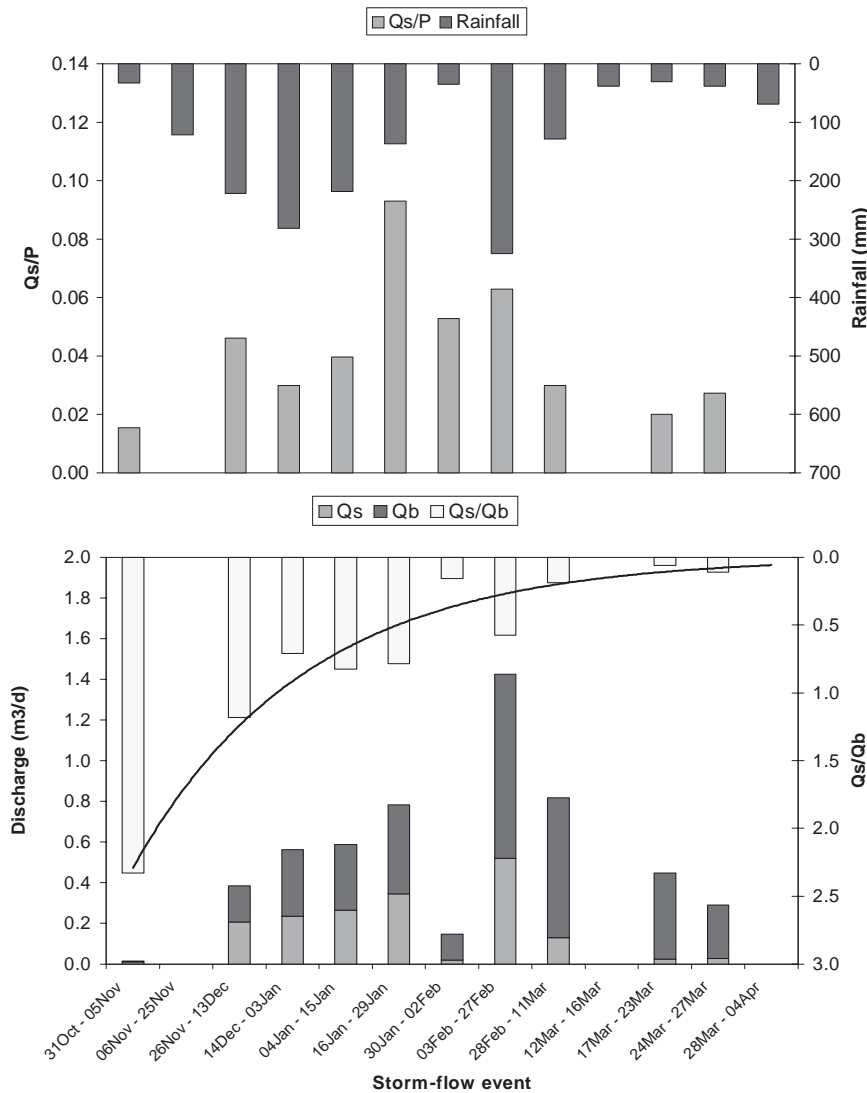 Qs/P Rainfall
0.14
0.12
0.10
0.08
0.06
0.04
0.02
0.00
Qs/P
0
100
200
300
400
500
600
700
Rainfall (mm)
Qs Qb Qs/Qb
2.0
1.8
1.6
1.4
1.2
1.0
0.8
0.6
0.4
0.2
0.0
Discharge (m3/d)
0.0
0.5
1.0
1.5
2.0
2.5
3.0
Qs/Qb
31Oct - 05Nov
06Nov - 25Nov
26Nov - 13Dec
14Dec - 03Jan
04Jan - 15Jan
16Jan - 29Jan
30Jan - 02Feb
03Feb - 27Feb
28Feb - 11Mar
12Mar - 16Mar
17Mar - 23Mar
24Mar - 27Mar
28Mar - 04Apr
Storm-flow event